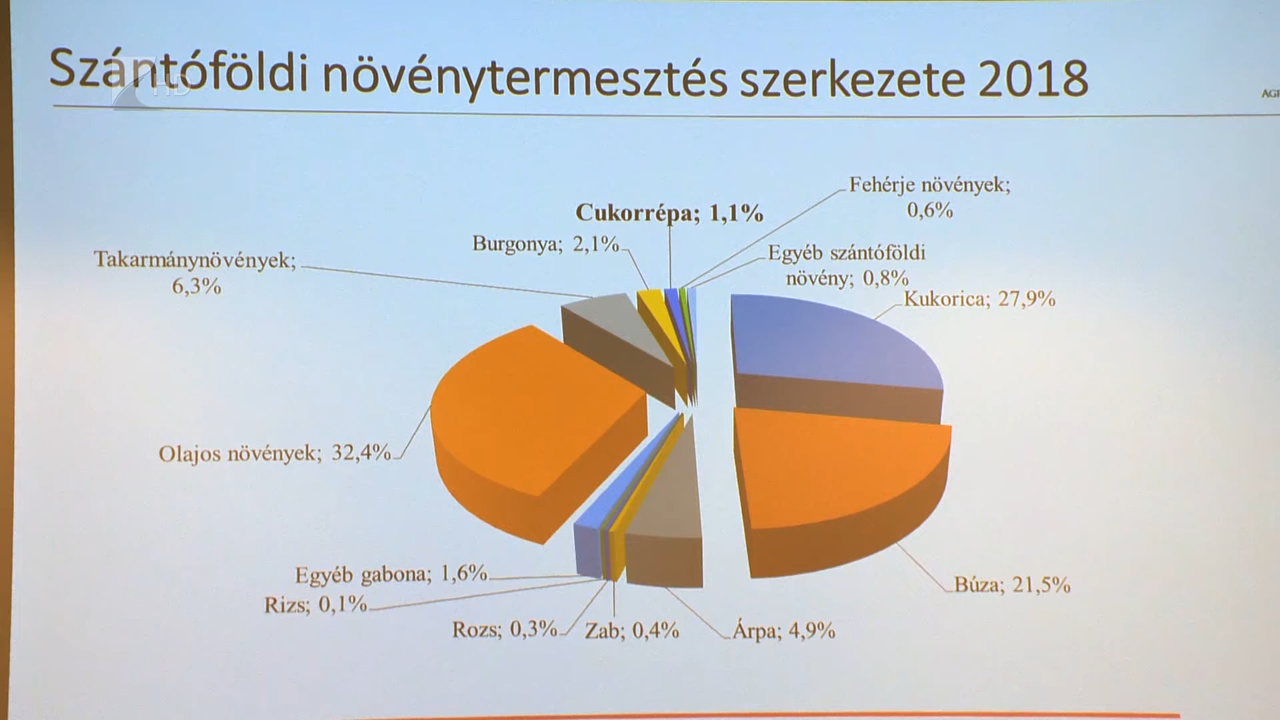 Szántóföldi növénytermesztés szerkezete 2018
HD
AGR
Fehérje növények;
0,6%
Cukorrépa; 1,1%
Burgonya; 2,1%
Egyéb szántóföldi
növény; 0,8%
Takarmánynövények;
6,3%
Kukorica; 27,9%
Olajos növények; 32,4%
Egyéb gabona; 1,6%
Búza; 21,5%
Rizs; 0,1%
Rozs; 0,3%
Zab; 0,4%
Árpa; 4,9%